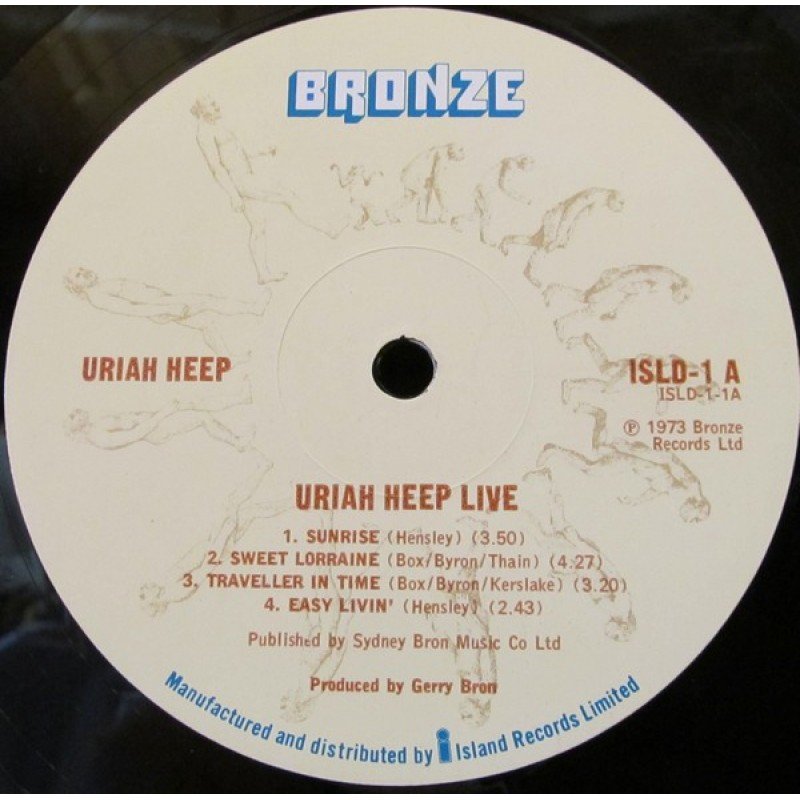 BRONZE
URIAH HEEP
ISLD-1 A
ISLD-1-1A
℗ 1973 Bronze
Records Ltd
URIAH HEEP LIVE
1. SUNRISE (Hensley) (3.50)
2. SWEET LORRAINE (Box/Byron/Thain) (4.27)
3. TRAVELLER IN TIME (Box/Byron/Kerslake) (3.20)
4. EASY LIVIN' (Hensley) (2.43)
Published by Sydney Bron Music Co Ltd
Produced by Gerry Bron
Manufactured and distributed by i Island Records Limited